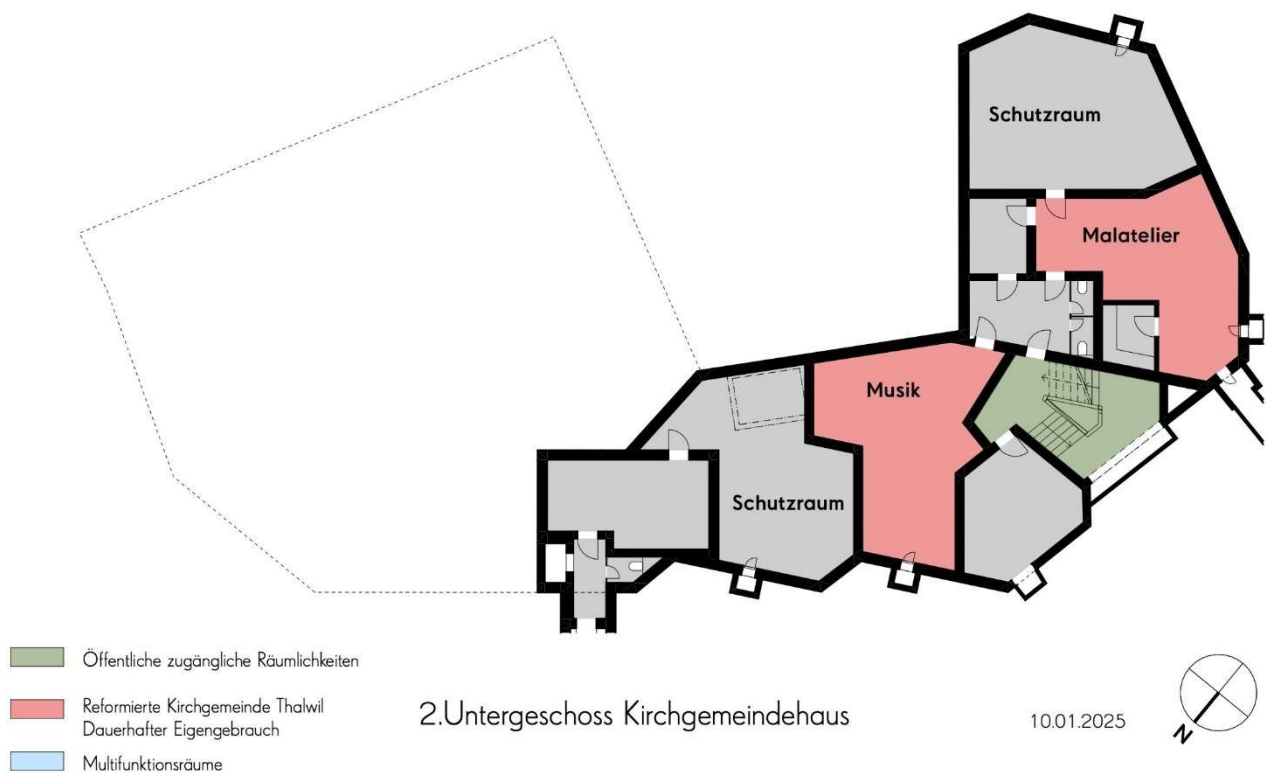 Schutzraum
Malatelier
Musik
Schutzraum
Öffentliche zugängliche Räumlichkeiten
Reformierte Kirchgemeinde Thalwil
Dauerhafter Eigengebrauch
Multifunktionsräume
2.Untergeschoss Kirchgemeindehaus
10.01.2025
N